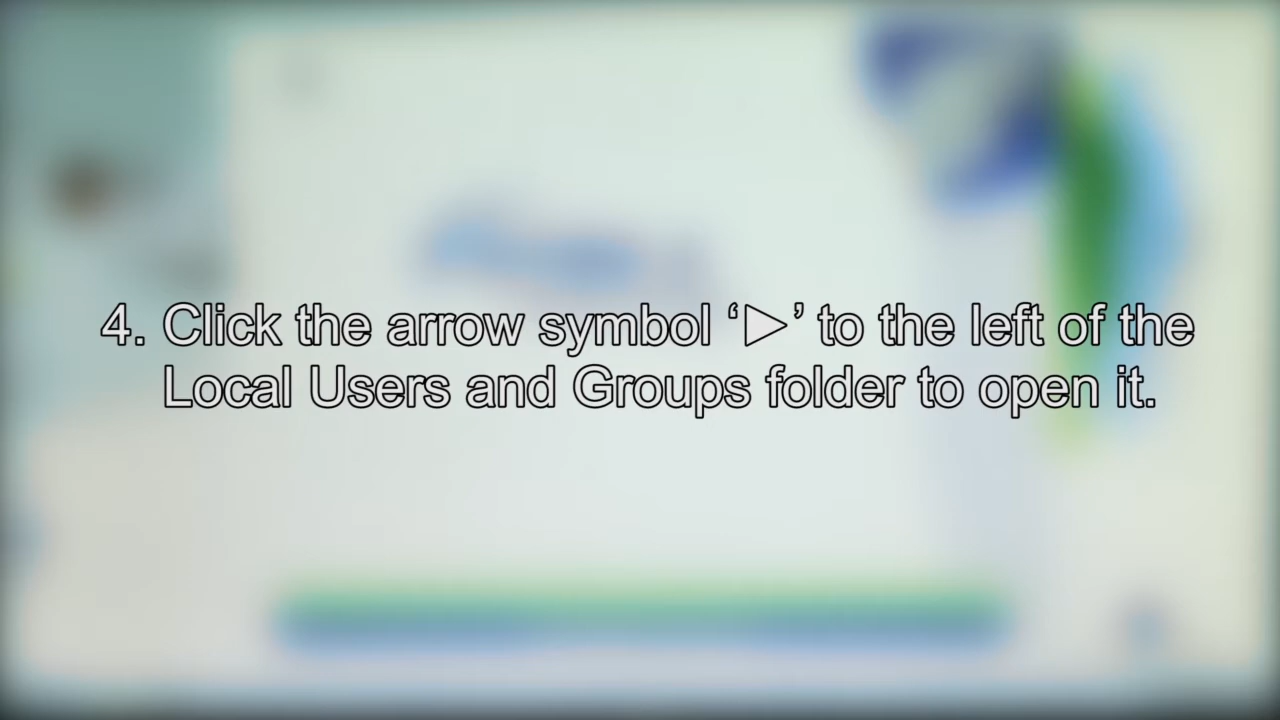 4. Click the arrow symbol ‘▷’ to the left of the
Local Users and Groups folder to open it.